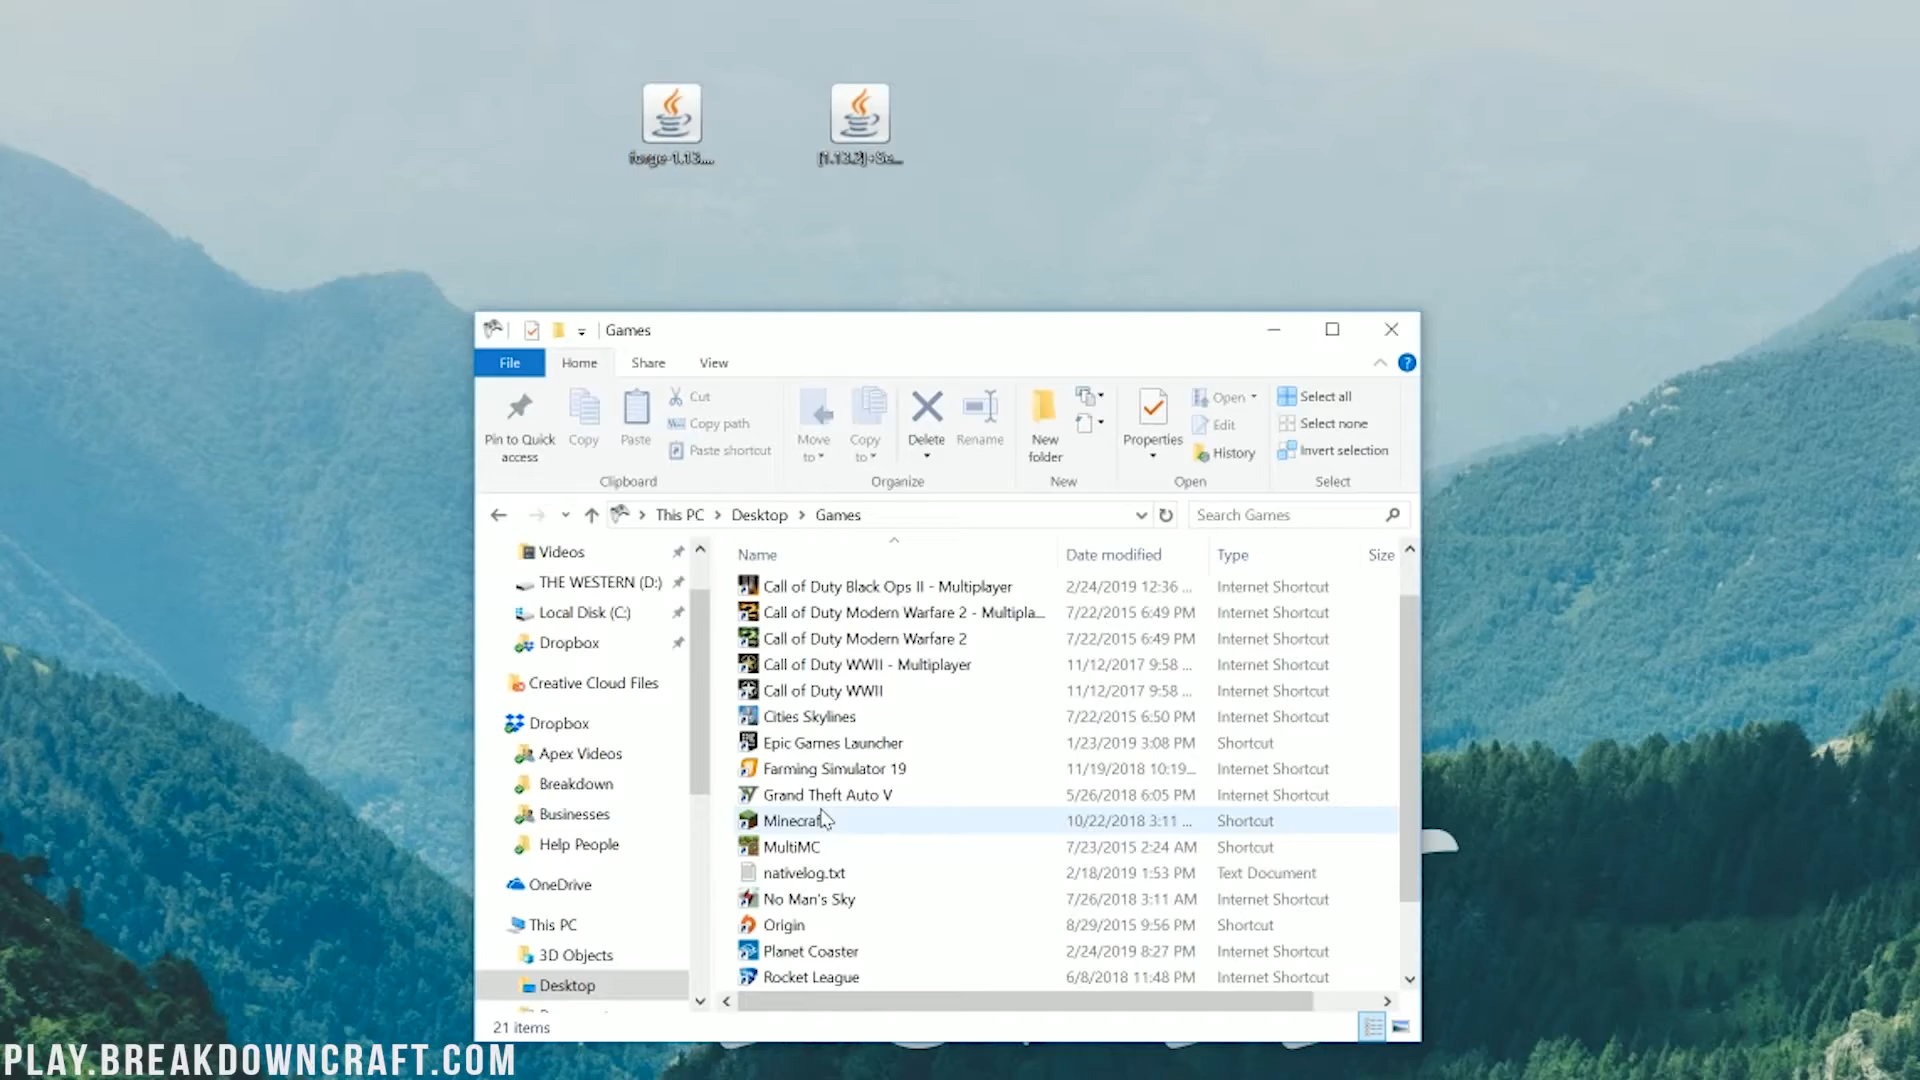 forge-1.13....
[1.13.2]+Se...
Games
File Home Share View
Pin to Quick access
Copy
Paste
Cut
Copy path
Paste shortcut
Clipboard
Move to
Copy to
Delete
Rename
Organize
New folder
New
Properties
Open
Edit
History
Open
Select all
Select none
Invert selection
Select
This PC > Desktop > Games
Search Games
Videos
THE WESTERN (D:)
Local Disk (C:)
Dropbox
Creative Cloud Files
Dropbox
Apex Videos
Breakdown
Businesses
Help People
OneDrive
This PC
3D Objects
Desktop
Name Date modified Type Size
Call of Duty Black Ops II - Multiplayer 2/24/2019 12:36 ... Internet Shortcut
Call of Duty Modern Warfare 2 - Multipla... 7/22/2015 6:49 PM Internet Shortcut
Call of Duty Modern Warfare 2 7/22/2015 6:49 PM Internet Shortcut
Call of Duty WWII - Multiplayer 11/12/2017 9:58 ... Internet Shortcut
Call of Duty WWII 11/12/2017 9:58 ... Internet Shortcut
Cities Skylines 7/22/2015 6:50 PM Internet Shortcut
Epic Games Launcher 1/23/2019 3:08 PM Shortcut
Farming Simulator 19 11/19/2018 10:19... Internet Shortcut
Grand Theft Auto V 5/26/2018 6:05 PM Internet Shortcut
Minecraft 10/22/2018 3:11 ... Shortcut
MultiMC 7/23/2015 2:24 AM Shortcut
nativelog.txt 2/18/2019 1:53 PM Text Document
No Man's Sky 7/26/2018 3:11 AM Internet Shortcut
Origin 8/29/2015 9:56 PM Shortcut
Planet Coaster 2/24/2019 8:27 PM Internet Shortcut
Rocket League 6/8/2018 11:48 PM Internet Shortcut
21 items
PLAY.BREAKDOWNCRAFT.COM